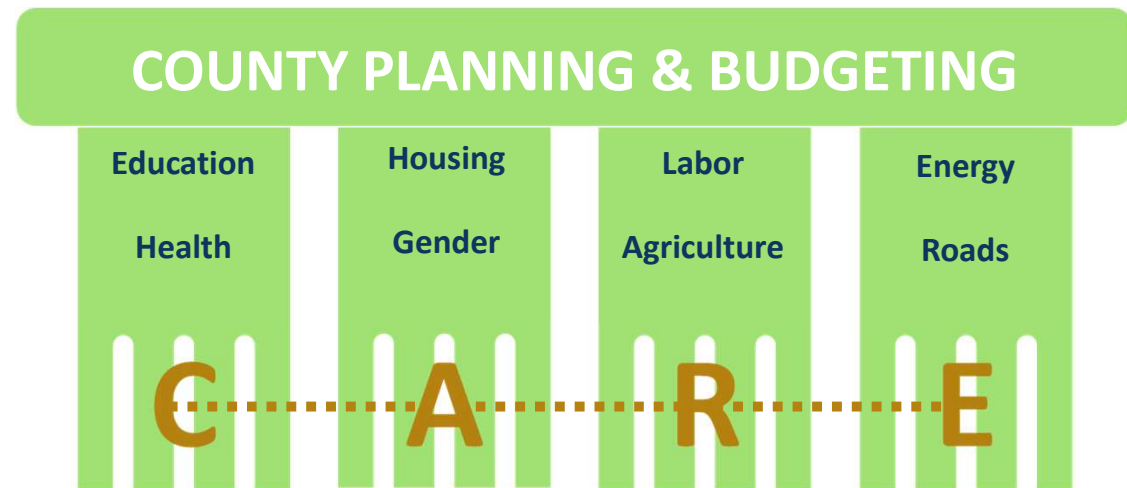 COUNTY PLANNING & BUDGETING
Education
Health
Housing
Gender
Labor
Agriculture
Energy
Roads
C A R E